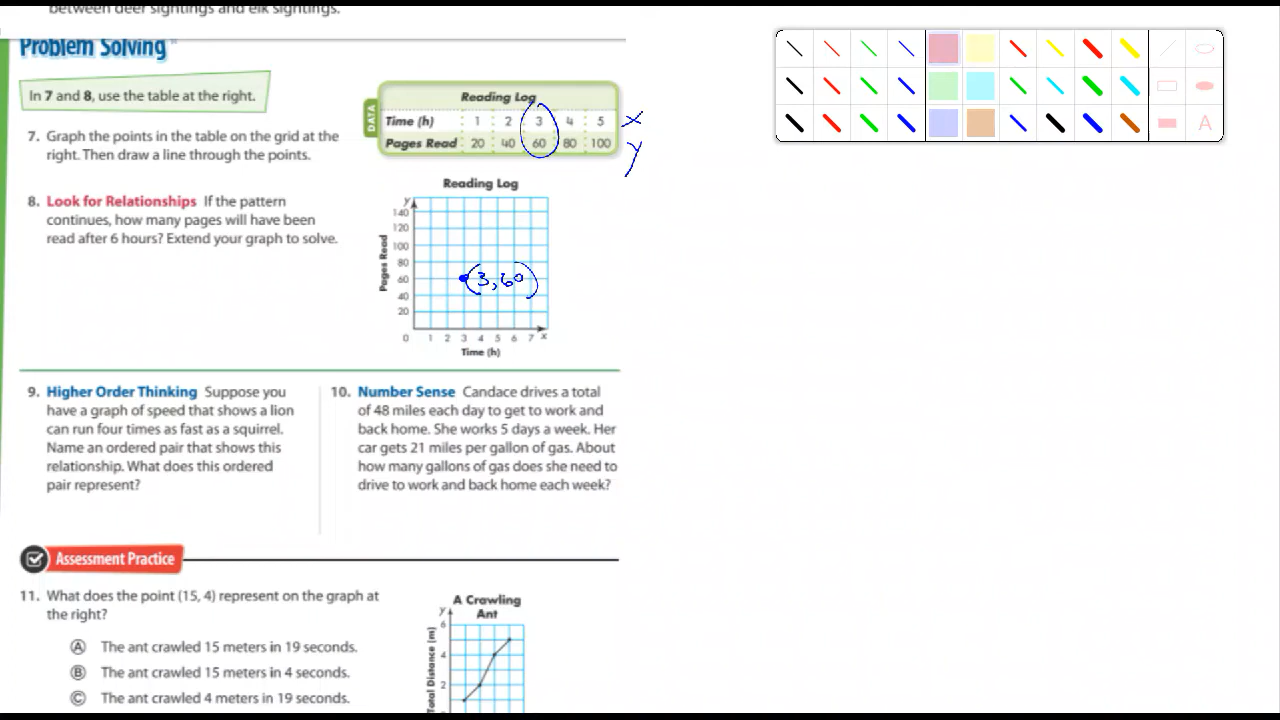 between deer sightings and elk sightings.
Problem Solving
In 7 and 8, use the table at the right.
7. Graph the points in the table on the grid at the
right. Then draw a line through the points.
DATA
Reading Log
Time (h) 1 2 3 4 5 x
Pages Read 20 40 60 80 100 y
8. Look for Relationships If the pattern
continues, how many pages will have been
read after 6 hours? Extend your graph to solve.
Reading Log
y
140
120
100
80
60
40
20
0 1 2 3 4 5 6 7 x
Pages Read
Time (h)
(3,60)
9. Higher Order Thinking Suppose you
have a graph of speed that shows a lion
can run four times as fast as a squirrel.
Name an ordered pair that shows this
relationship. What does this ordered
pair represent?
10. Number Sense Candace drives a total
of 48 miles each day to get to work and
back home. She works 5 days a week. Her
car gets 21 miles per gallon of gas. About
how many gallons of gas does she need to
drive to work and back home each week?
Assessment Practice
11. What does the point (15, 4) represent on the graph at
the right?
A The ant crawled 15 meters in 19 seconds.
B The ant crawled 15 meters in 4 seconds.
C The ant crawled 4 meters in 19 seconds.
A Crawling
Ant
y
6
4
2
Total Distance (m)
A